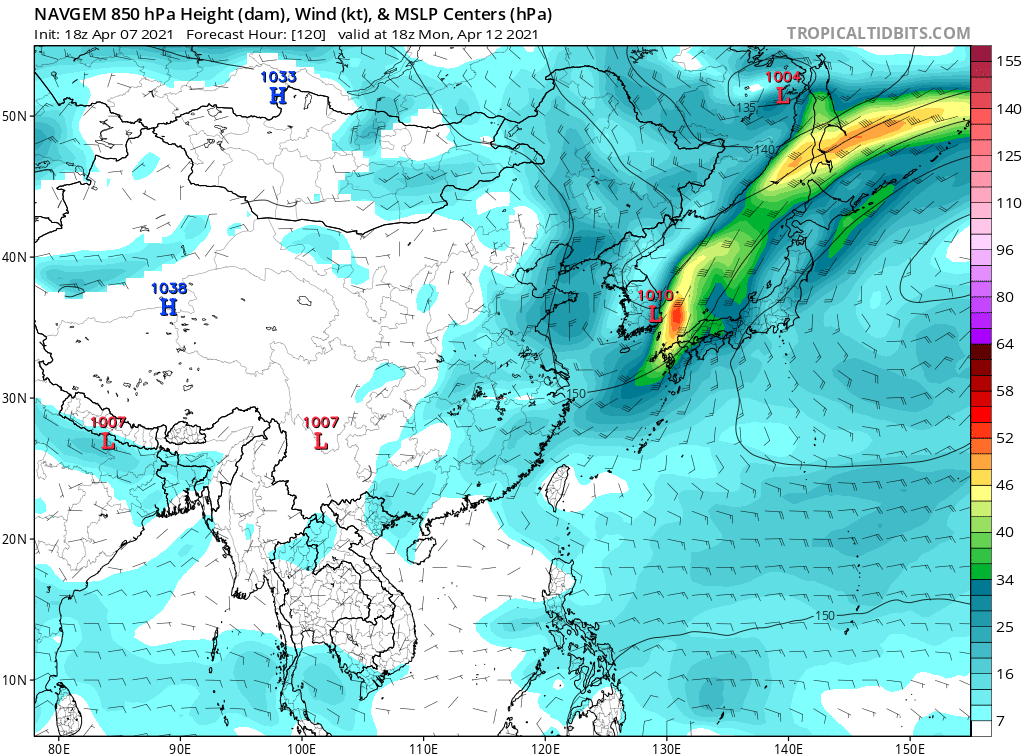 NAVGEM 850 hPa Height (dam), Wind (kt), & MSLP Centers (hPa)
Init: 18z Apr 07 2021 Forecast Hour: [120] valid at 18z Mon, Apr 12 2021
TROPICALTIDBITS.COM
1033
H
1004
L
135
140
50N
40N
1038
H
1010
L
30N
150
1007
L
1007
L
20N
150
10N
80E
90E
100E
110E
120E
130E
140E
150E
155
140
125
110
96
80
64
58
52
46
40
34
25
16
7